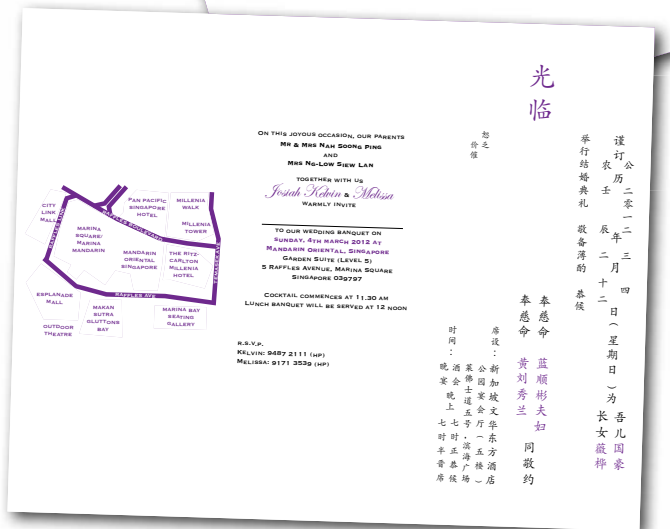 CITY
LINK
MALL
RAFFLES LINK
MARINA
SQUARE/
MARINA
MANDARIN
PAN PACIFIC
SINGAPORE
HOTEL
MILLENIA
WALK
MILLENIA
TOWER
RAFFLES BOULEVARD
MANDARIN
ORIENTAL
SINGAPORE
THE RITZ-
CARLTON
MILLENIA
HOTEL
TEMASEK AVE
RAFFLES AVE
ESPLANADE
MALL
OUTDOOR
THEATRE
MAKAN
SUTRA
GLUTTONS
BAY
MARINA BAY
SEATING
GALLERY
On this joyous occasion, our parents
Mr & Mrs Nah Soong Ping
and
Mrs Ng-Low Siew Lan
together with us
Josiah Kelvin & Melissa
warmly invite
to our wedding banquet on
Sunday, 4th March 2012 at
Mandarin Oriental, Singapore
Garden Suite (Level 5)
5 Raffles Avenue, Marina Square
Singapore 039797
Cocktail commences at 11.30 am
Lunch banquet will be served at 12 noon
R.S.V.P.
Kelvin: 9487 2111 (HP)
Melissa: 9171 3539 (HP)
谨订
公 二零一二 三 四
历 年 月 日（星期日）为
农 壬辰 二 十二
吾儿国豪
长女薇桦
举行结婚典礼 敬备薄酌 恭候
光临
奉慈命 蓝顺彬夫妇
奉慈命 黄刘秀兰
同敬约
恕乏
价催
席设：新加坡文华东方酒店
公园宴会厅（五楼）
莱佛士道五号，滨海广场
时间：酒会 晚上 七时正恭候
晚宴 七时半晋席